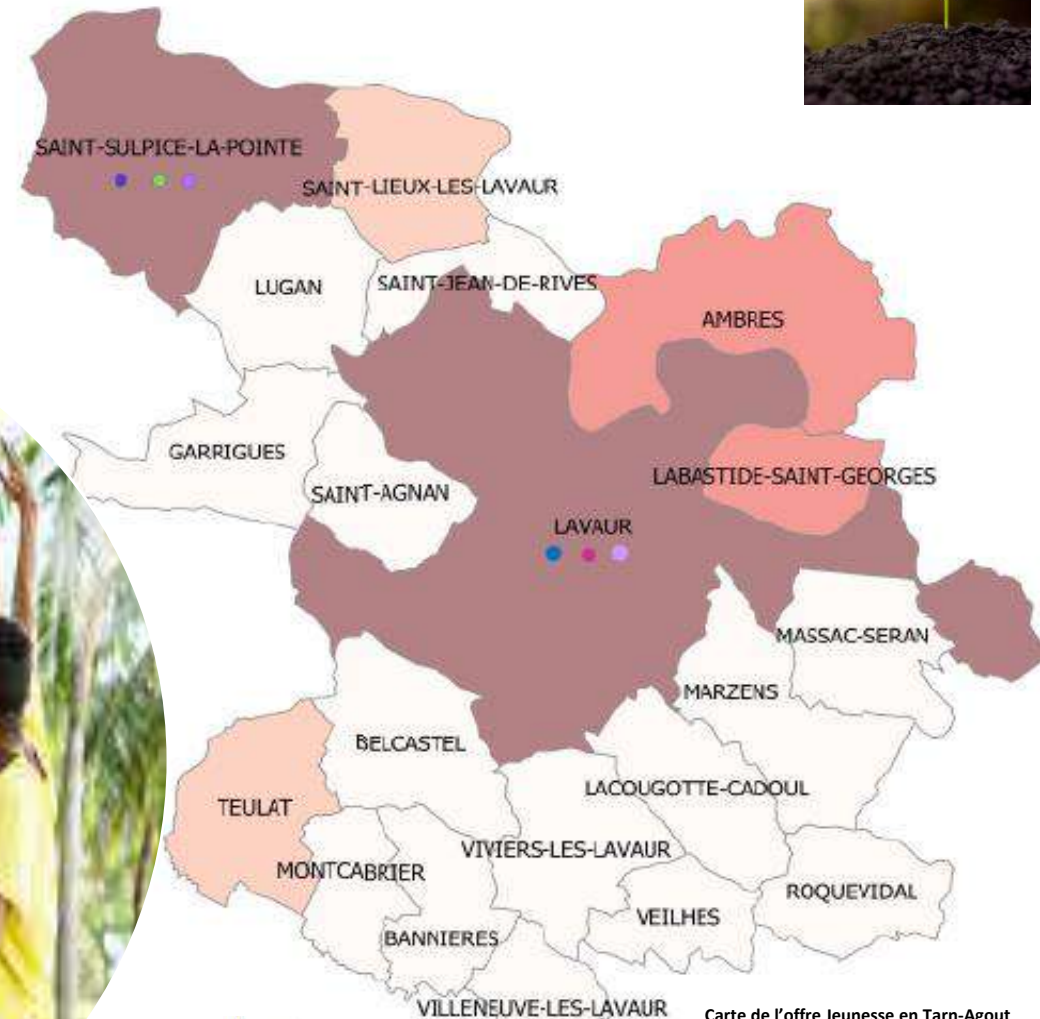 SAINT-SULPICE-LA-POINTE
SAINT-LIEUX-LES-LAVAUR
LUGAN
SAINT-JEAN-DE-RIVES
AMBRES
GARRIGUES
SAINT-AGNAN
LABASTIDE-SAINT-GEORGES
LAVAUR
MASSAC-SERAN
MARZENS
BELCASTEL
LACOUGOTTE-CADOUL
TEULAT
VIVIERS-LES-LAVAUR
MONTCABRIER
ROQUEVIDAL
VEILHES
BANNIERES
VILLENEUVE-LES-LAVAUR
Carte de l'offre Jeunesse en Tarn-Agout